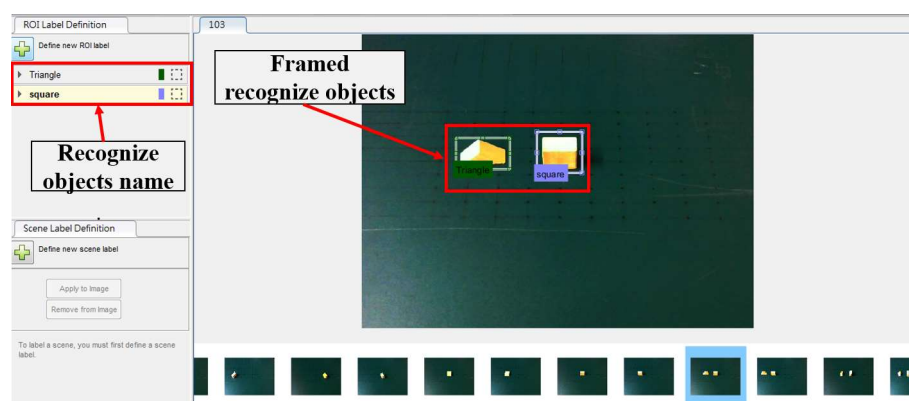 ROI Label Definition
103
Define new ROI label
Triangle
square
Framed
recognize objects
Recognize
objects name
Triangle
square
Scene Label Definition
Define new scene label
Apply to Image
Remove from Image
To label a scene, you must first define a scene
label.